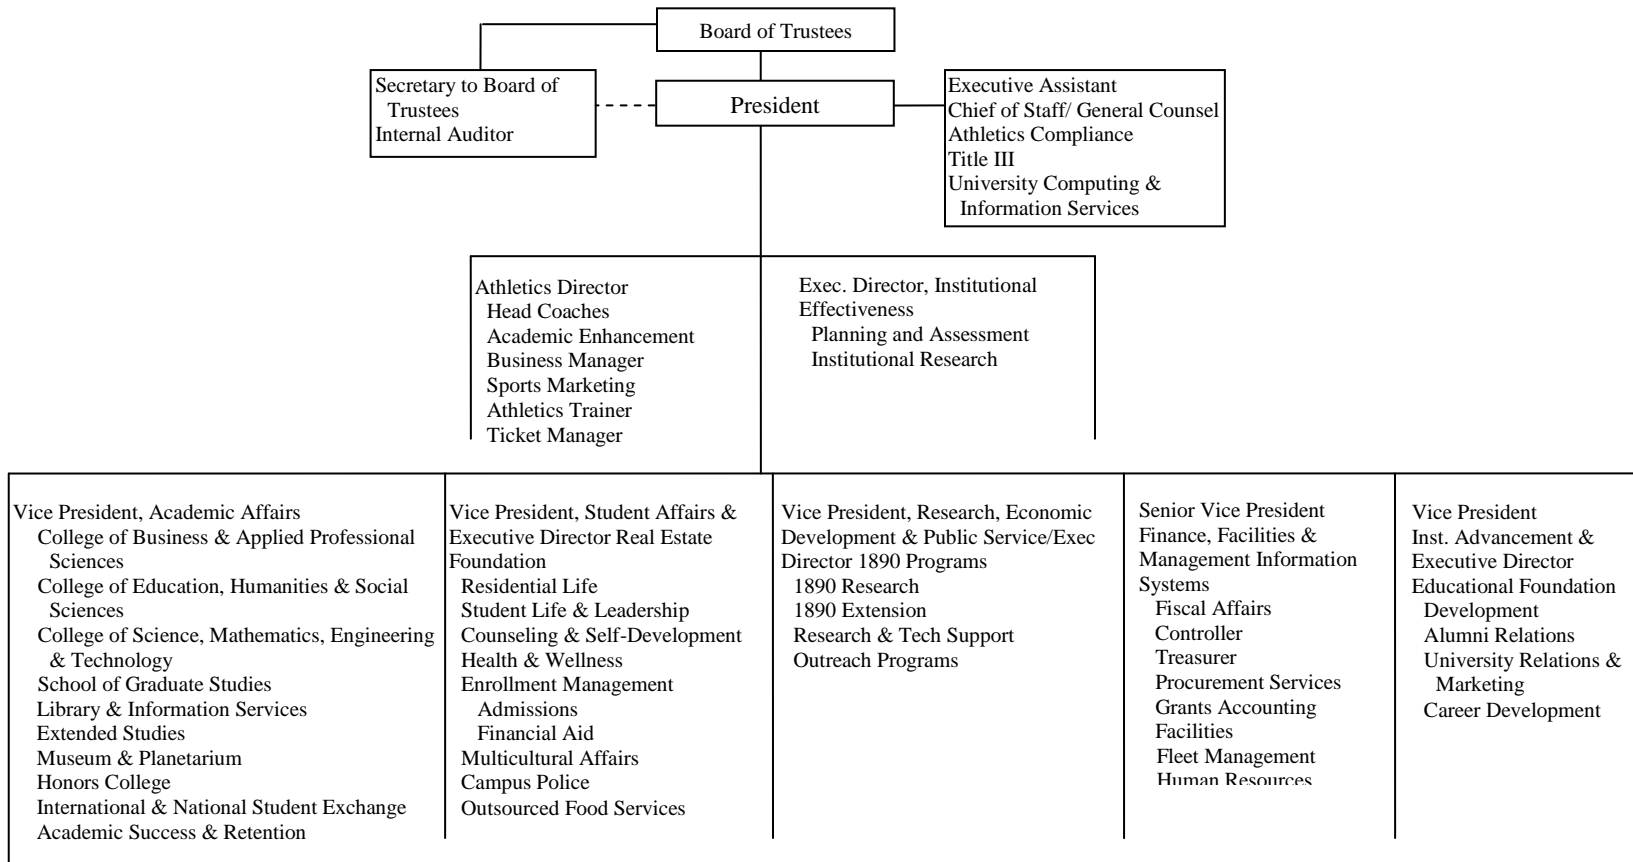 Board of Trustees
Secretary to Board of
Trustees
Internal Auditor
President
Executive Assistant
Chief of Staff/ General Counsel
Athletics Compliance
Title III
University Computing &
Information Services
Athletics Director
Head Coaches
Academic Enhancement
Business Manager
Sports Marketing
Athletics Trainer
Ticket Manager
Exec. Director, Institutional
Effectiveness
Planning and Assessment
Institutional Research
Vice President, Academic Affairs
College of Business & Applied Professional
Sciences
College of Education, Humanities & Social
Sciences
College of Science, Mathematics, Engineering
& Technology
School of Graduate Studies
Library & Information Services
Extended Studies
Museum & Planetarium
Honors College
International & National Student Exchange
Academic Success & Retention
Vice President, Student Affairs &
Executive Director Real Estate
Foundation
Residential Life
Student Life & Leadership
Counseling & Self-Development
Health & Wellness
Enrollment Management
Admissions
Financial Aid
Multicultural Affairs
Campus Police
Outsourced Food Services
Vice President, Research, Economic
Development & Public Service/Exec
Director 1890 Programs
1890 Research
1890 Extension
Research & Tech Support
Outreach Programs
Senior Vice President
Finance, Facilities &
Management Information
Systems
Fiscal Affairs
Controller
Treasurer
Procurement Services
Grants Accounting
Facilities
Fleet Management
Human Resources
Vice President
Inst. Advancement &
Executive Director
Educational Foundation
Development
Alumni Relations
University Relations &
Marketing
Career Development